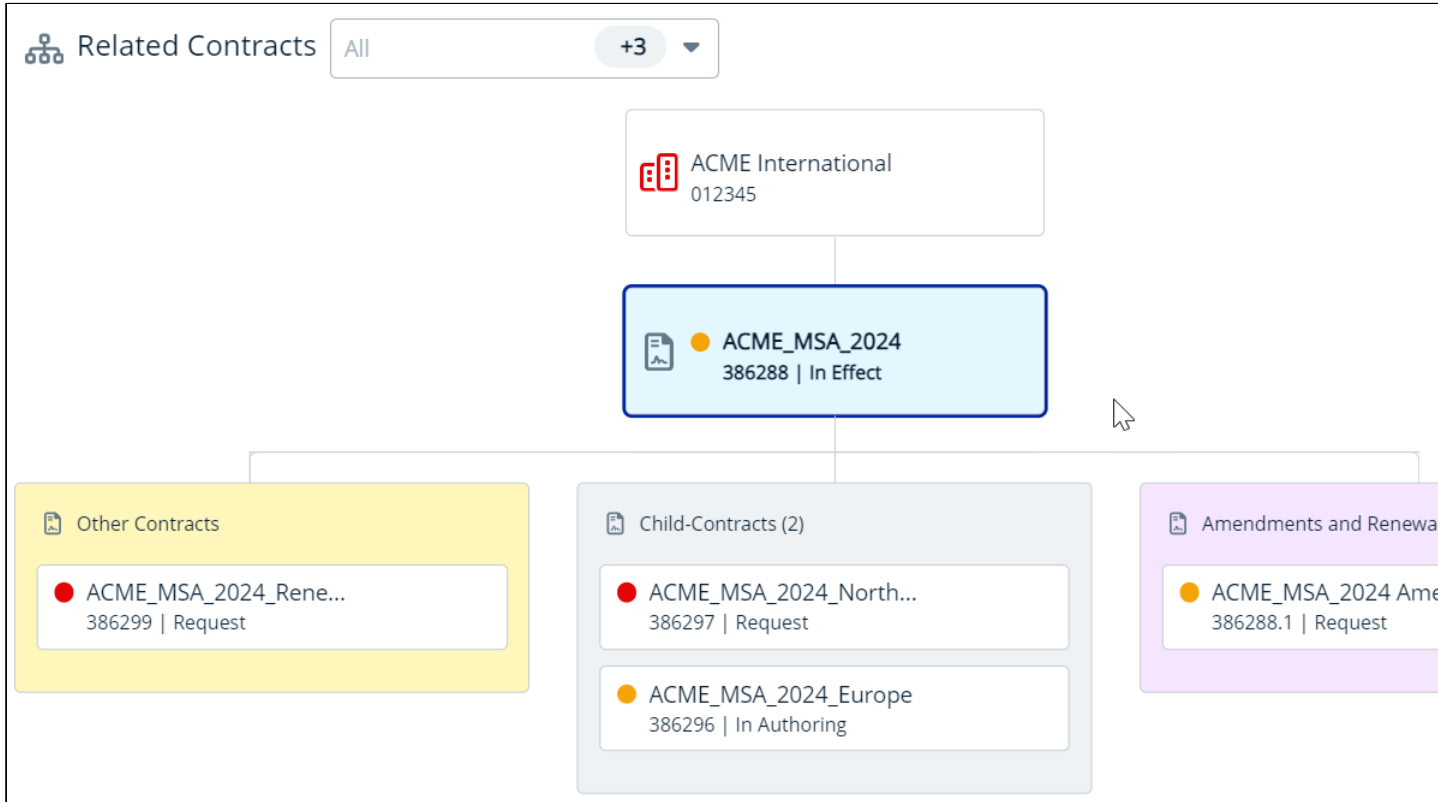 Related Contracts
All
+3
ACME International
012345
ACME_MSA_2024
386288 | In Effect
Other Contracts
ACME_MSA_2024_Rene...
386299 | Request
Child-Contracts (2)
ACME_MSA_2024_North...
386297 | Request
ACME_MSA_2024_Europe
386296 | In Authoring
Amendments and Renewa
ACME_MSA_2024 Ame
386288.1 | Request